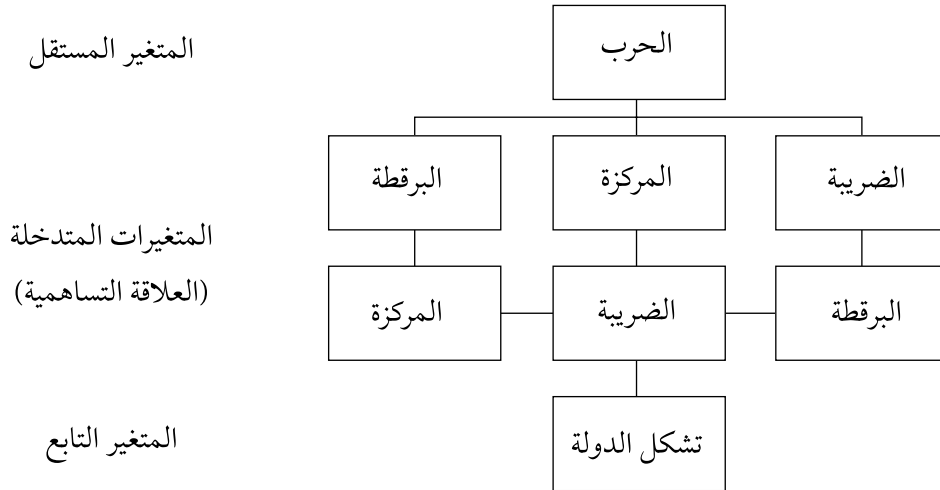 المتغير المستقل
الحرب
الضريبة
المركزة
البرقطة
المتغيرات المتدخلة
(العلاقة التساهمية)
البرقطة
الضريبة
المركزة
المتغير التابع
تشكل الدولة